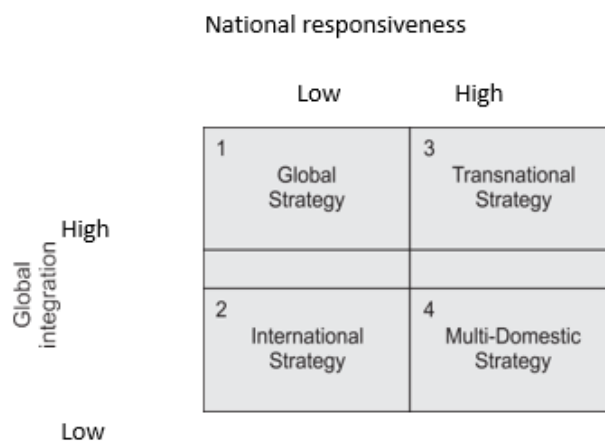 National responsiveness
Low High
1 3
Global Transnational
Strategy Strategy
High
Global
integration
2 4
International Multi-Domestic
Strategy Strategy
Low